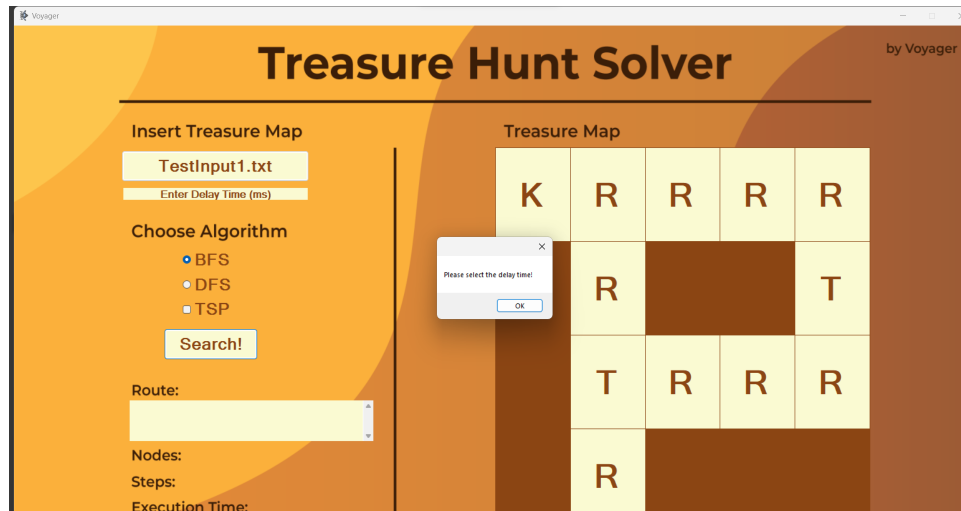 Voyager
Treasure Hunt Solver
by Voyager
Insert Treasure Map
TestInput1.txt
Enter Delay Time (ms)
Choose Algorithm
BFS
DFS
TSP
Search!
Route:
Nodes:
Steps:
Execution Time:
Treasure Map
K R R R R
R T
T R R R
R
Please select the delay time!
OK